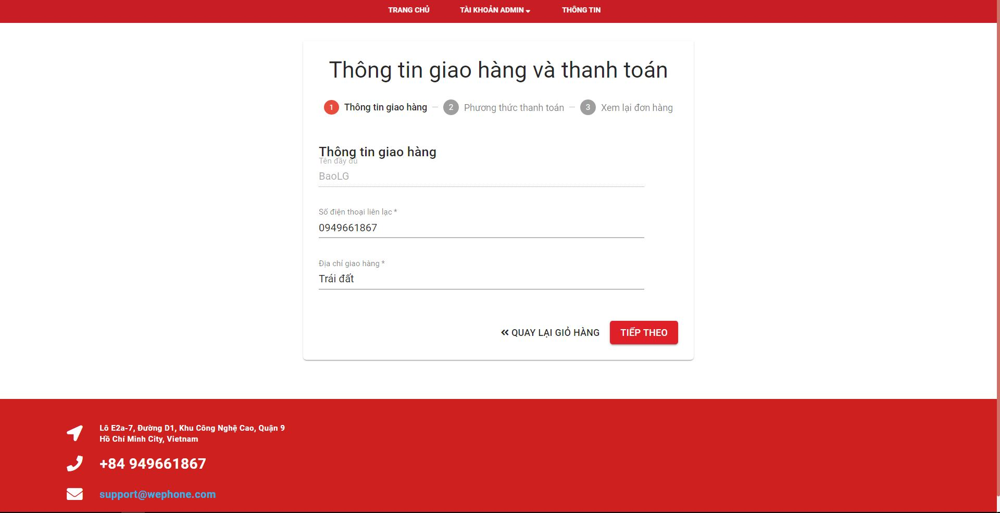 TRANG CHỦ TÀI KHOẢN ADMIN THÔNG TIN
Thông tin giao hàng và thanh toán
1 Thông tin giao hàng 2 Phương thức thanh toán 3 Xem lại đơn hàng
Thông tin giao hàng
Tên đầy đủ
BaoLG
Số điện thoại liên lạc *
0949661867
Địa chỉ giao hàng *
Trái đất
QUAY LẠI GIỎ HÀNG TIẾP THEO
Lô E2a-7, Đường D1, Khu Công Nghệ Cao, Quận 9
Hồ Chí Minh City, Vietnam
+84 949661867
support@wephone.com